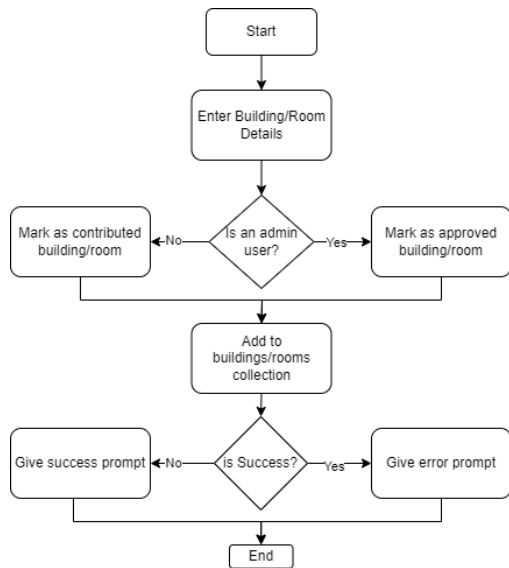 Start
Enter Building/Room
Details
Is an admin
user?
No
Yes
Mark as contributed
building/room
Mark as approved
building/room
Add to
buildings/rooms
collection
is Success?
No
Yes
Give success prompt
Give error prompt
End